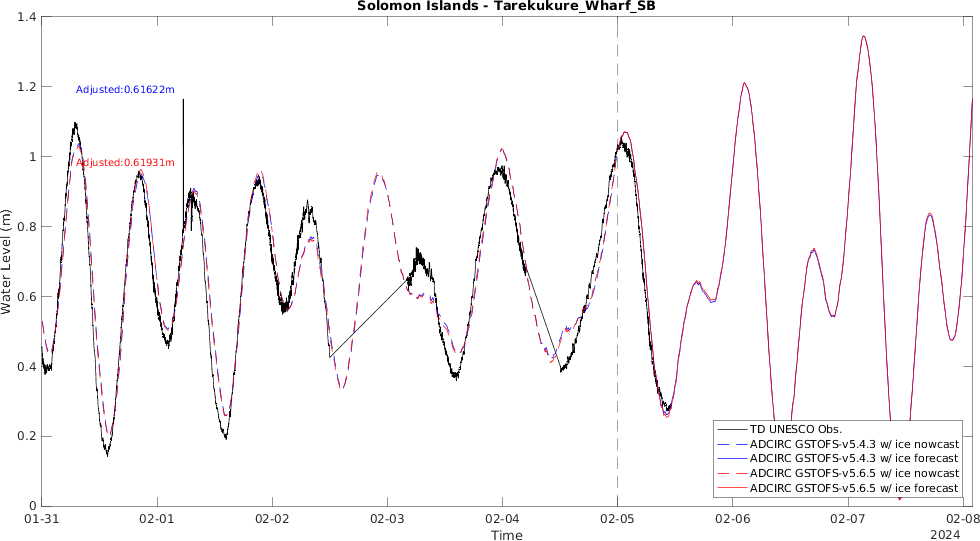 Solomon Islands - Tarekukure_Wharf_SB
1.4
1.2
1
0.8
0.6
0.4
0.2
0
Water Level (m)
Adjusted:0.61622m
Adjusted:0.61931m
TD UNESCO Obs.
ADCIRC GSTOFS-v5.4.3 w/ ice nowcast
ADCIRC GSTOFS-v5.4.3 w/ ice forecast
ADCIRC GSTOFS-v5.6.5 w/ ice nowcast
ADCIRC GSTOFS-v5.6.5 w/ ice forecast
01-31 02-01 02-02 02-03 02-04 02-05 02-06 02-07 02-08
Time
2024